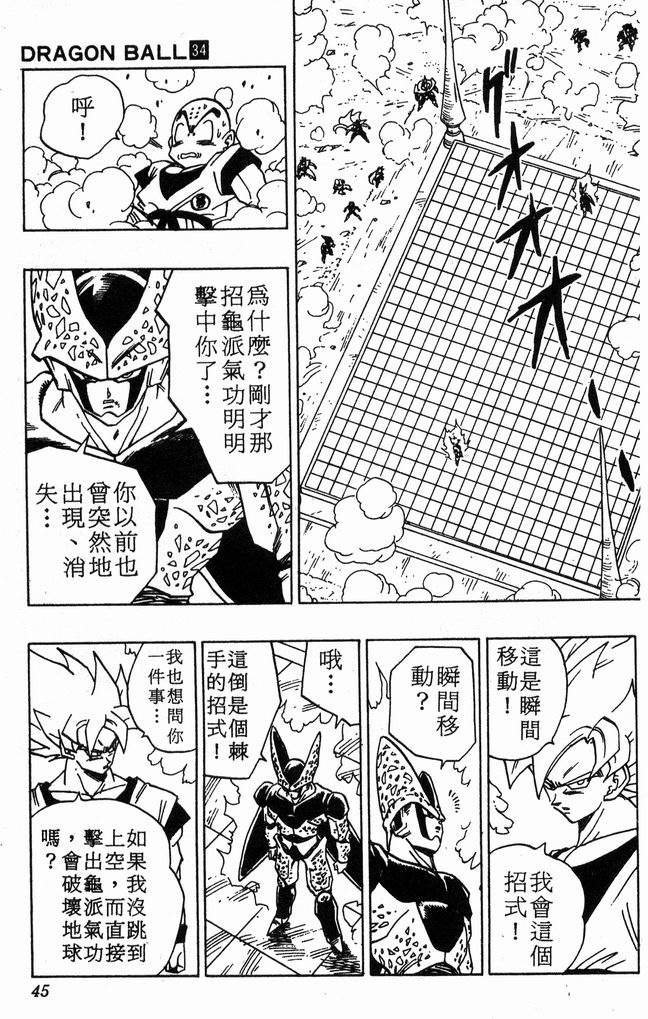 DRAGON BALL 34
グオオオオ
呼！
為什麼？剛才那
招龜派氣功明明
擊中你了…
你以前也
曾突然地
出現、消
失…
這是瞬間
移動！
我會這個
招式！
瞬間移
動？
哦…
這倒是個棘
手的招式！
我也想問你
一件事…
如果我沒跳到
上空，而直接
擊出龜派氣功
，會破壞地球
嗎？
45